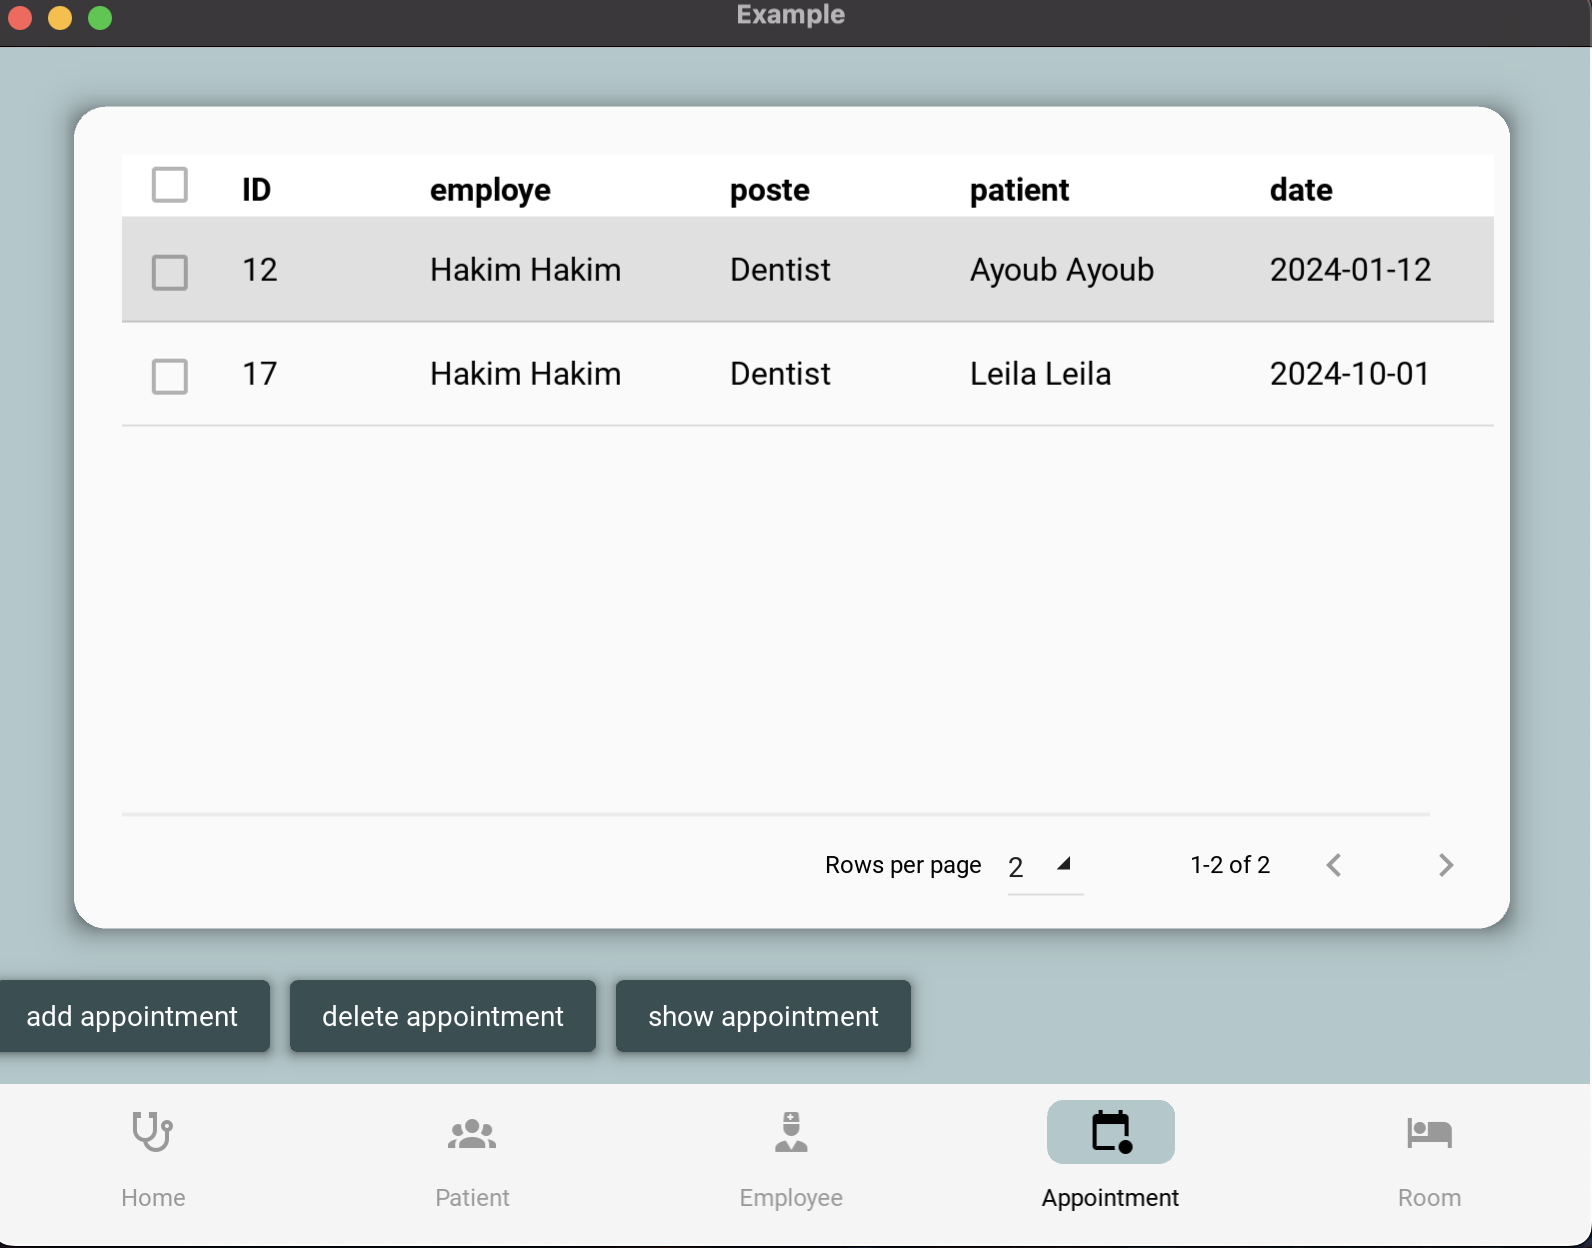 Example
ID employe poste patient date
12 Hakim Hakim Dentist Ayoub Ayoub 2024-01-12
17 Hakim Hakim Dentist Leila Leila 2024-10-01
Rows per page 2 1-2 of 2
add appointment delete appointment show appointment
Home Patient Employee Appointment Room